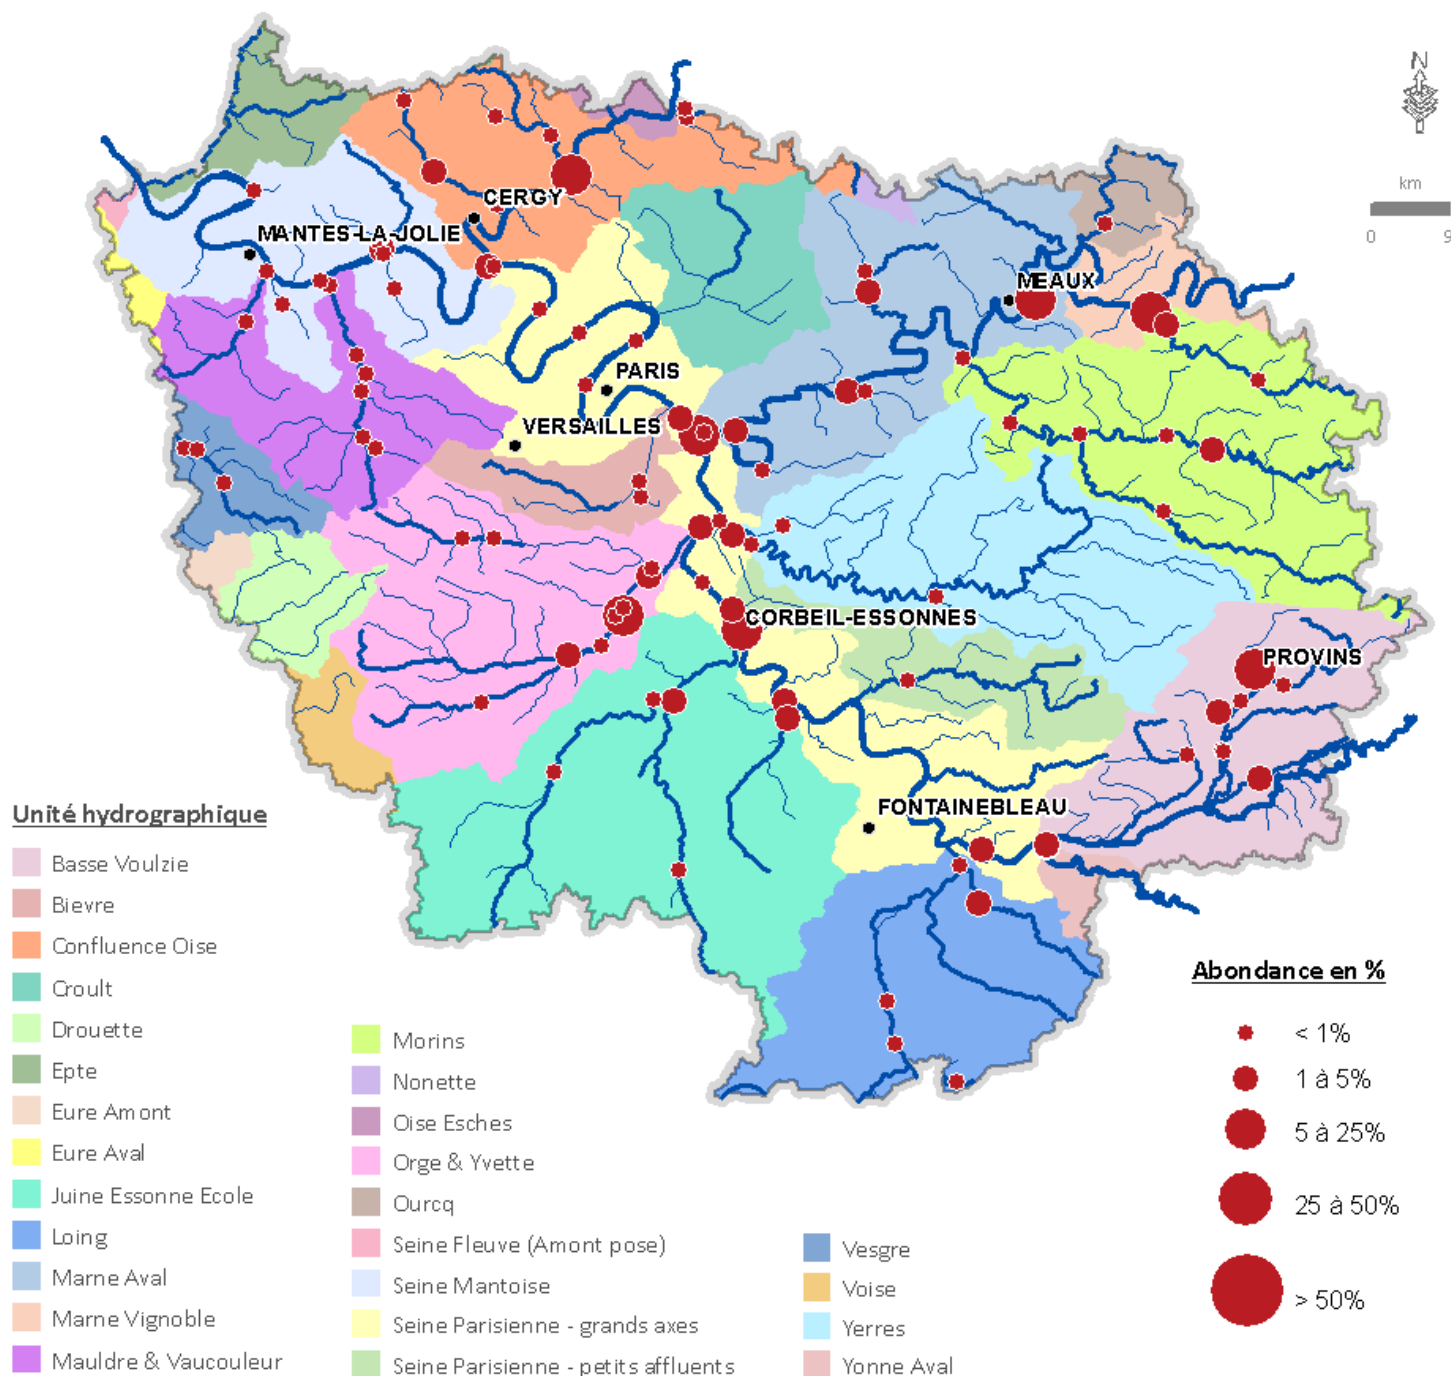 N
km
0 9
CERGY
MANTES-LA-JOLIE
MEAUX
PARIS
VERSAILLES
CORBEIL-ESSONNES
PROVINS
FONTAINEBLEAU
Unité hydrographique
Basse Voulzie
Bievre
Confluence Oise
Croult
Drouette
Epte
Eure Amont
Eure Aval
Juine Essonne Ecole
Loing
Marne Aval
Marne Vignoble
Mauldre & Vaucouleur
Morins
Nonette
Oise Esches
Orge & Yvette
Ourcq
Seine Fleuve (Amont pose)
Seine Mantoise
Seine Parisienne - grands axes
Seine Parisienne - petits affluents
Vesgre
Voise
Yerres
Yonne Aval
Abondance en %
< 1%
1 à 5%
5 à 25%
25 à 50%
> 50%